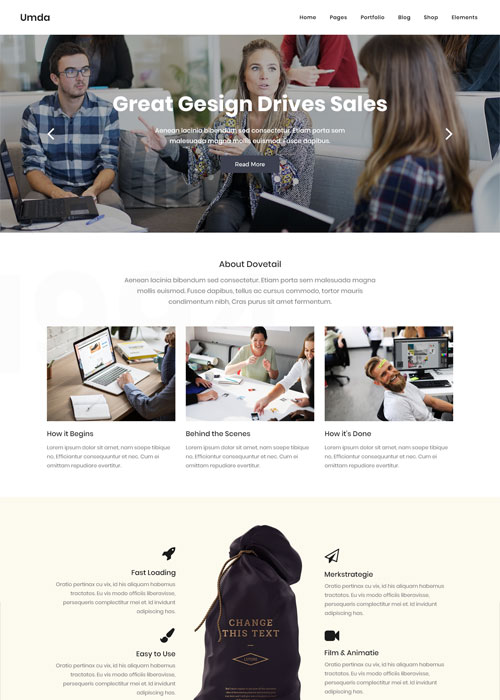 Umda
Home Pages Portfolio Blog Shop Elements
Great Gesign Drives Sales
Aenean lacinia bibendum sed consectetur. Etiam porta sem
malesuada magna mollis euismod. Fusce dapibus.
Read More
About Dovetail
Aenean lacinia bibendum sed consectetur. Etiam porta sem malesuada magna
mollis euismod. Fusce dapibus, tellus ac cursus commodo, tortor mauris
condimentum nibh, Cras purus sit amet fermentum.
How it Begins
Lorem ipsum dolor sit amet, nam saepe tibique
no. Efficiantur consequuntur et nec. Cum ei
omittam repudiare evertitur.
Behind the Scenes
Lorem ipsum dolor sit amet, nam saepe tibique
no. Efficiantur consequuntur et nec. Cum ei
omittam repudiare evertitur.
How it's Done
Lorem ipsum dolor sit amet, nam saepe tibique
no. Efficiantur consequuntur et nec. Cum ei
omittam repudiare evertitur.
Fast Loading
Oratio pertinax cu vix, id his aliquam habemus
tractatos. Eu vis modo officiis liberavisse,
persequeris complectitur mei et. Id invidunt
adipiscing has.
Easy to Use
Oratio pertinax cu vix, id his aliquam habemus
tractatos. Eu vis modo officiis liberavisse,
persequeris complectitur mei et. Id invidunt
adipiscing has.
CHANGE
THIS TEXT
Merkstrategie
Oratio pertinax cu vix, id his aliquam habemus
tractatos. Eu vis modo officiis liberavisse,
persequeris complectitur mei et. Id invidunt
adipiscing has.
Film & Animatie
Oratio pertinax cu vix, id his aliquam habemus
tractatos. Eu vis modo officiis liberavisse,
persequeris complectitur mei et. Id invidunt
adipiscing has.